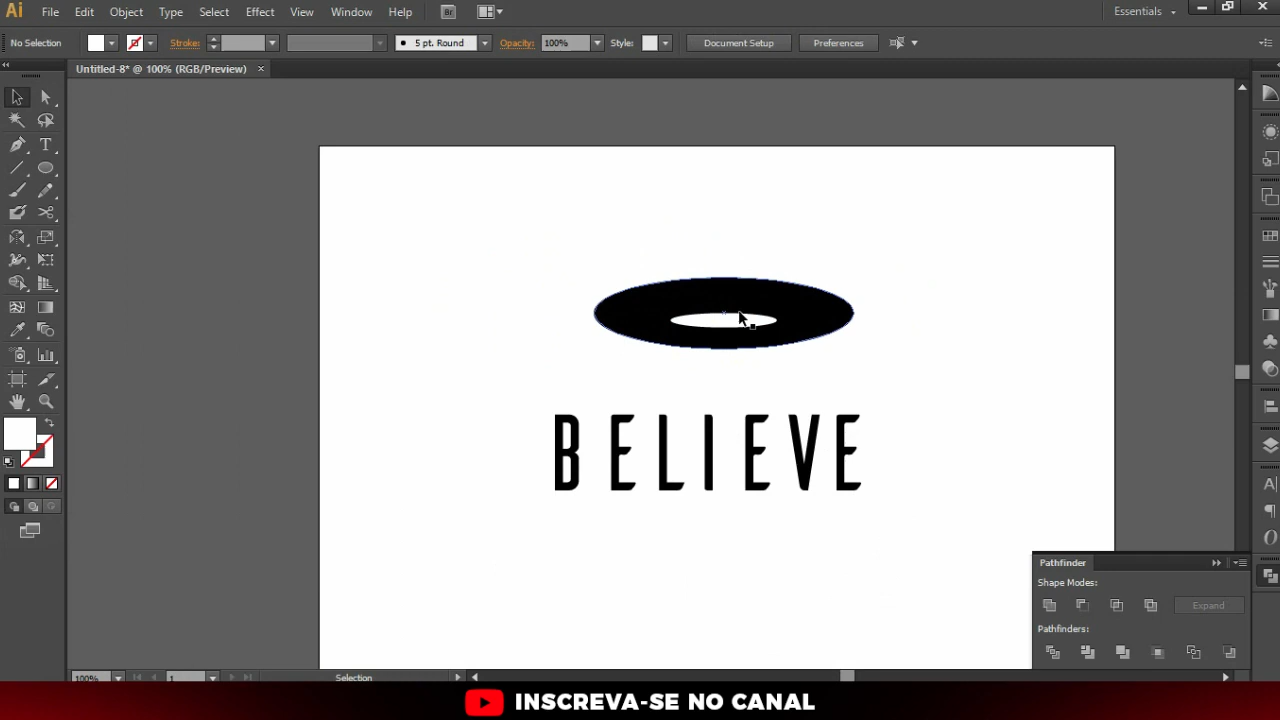 Ai File Edit Object Type Select Effect View Window Help Br Essentials
No Selection Stroke: 5 pt. Round Opacity: 100% Style: Document Setup Preferences
Untitled-8* @ 100% (RGB/Preview) ×
BELIEVE
Pathfinder
Shape Modes:
Expand
Pathfinders:
100% 1 Selection
INSCREVA-SE NO CANAL